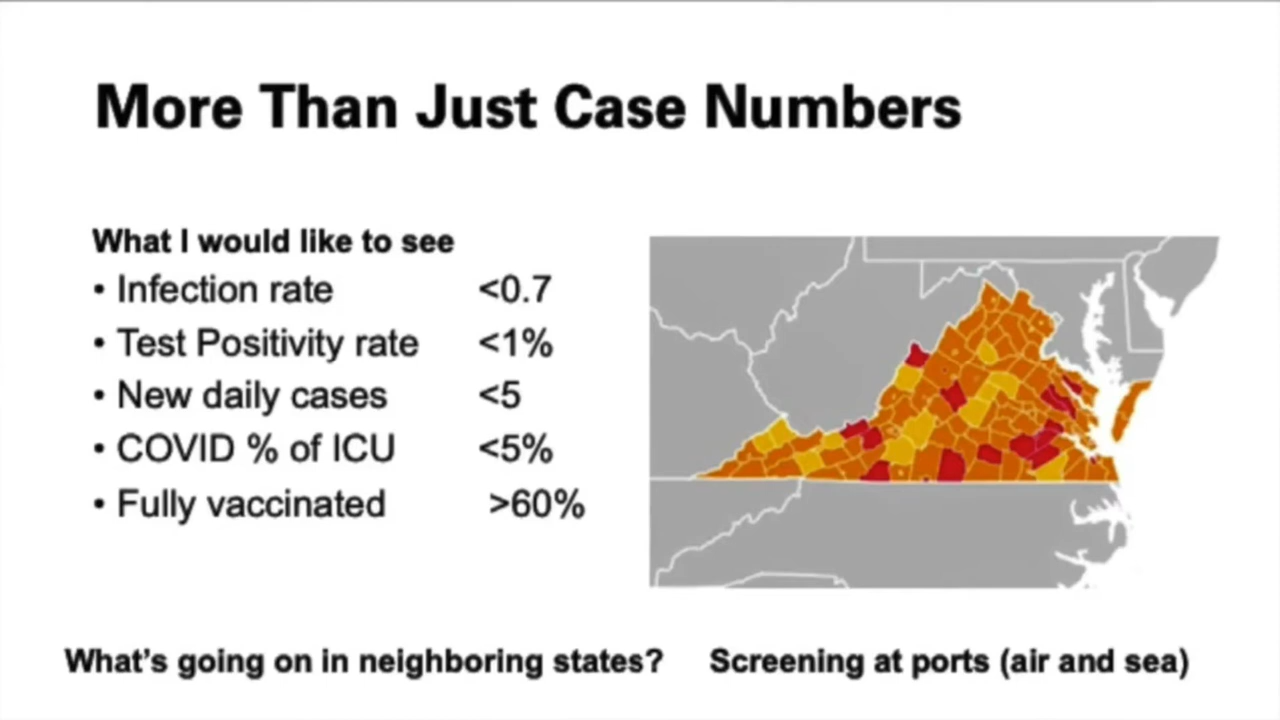 More Than Just Case Numbers
What I would like to see
• Infection rate <0.7
• Test Positivity rate <1%
• New daily cases <5
• COVID % of ICU <5%
• Fully vaccinated >60%
What's going on in neighboring states? Screening at ports (air and sea)